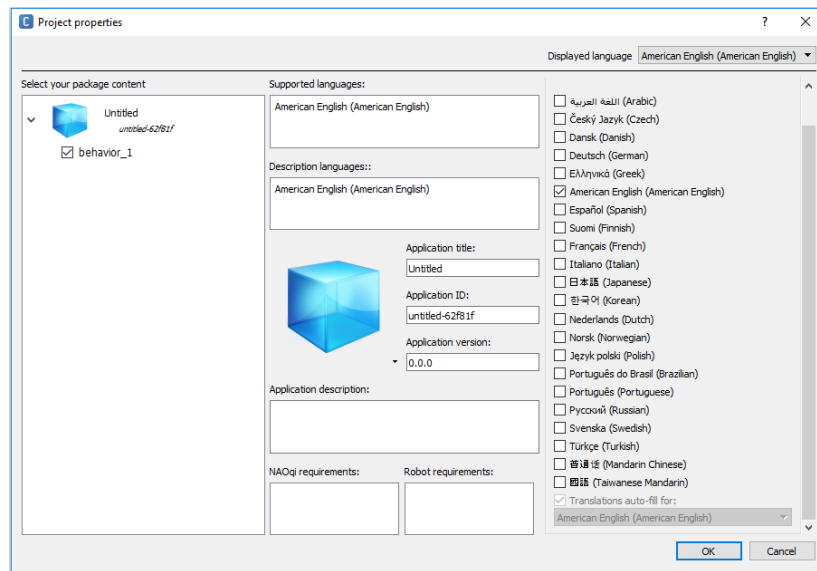 C Project properties ? ×
Displayed language American English (American English)
Select your package content
Untitled
untitled-62f81f
behavior_1
Supported languages:
American English (American English)
Description languages::
American English (American English)
Application title:
Untitled
Application ID:
untitled-62f81f
Application version:
0.0.0
Application description:
NAOqi requirements:
Robot requirements:
اللغة العربية (Arabic)
Český Jazyk (Czech)
Dansk (Danish)
Deutsch (German)
Ελληνικά (Greek)
American English (American English)
Español (Spanish)
Suomi (Finnish)
Français (French)
Italiano (Italian)
日本語 (Japanese)
한국어 (Korean)
Nederlands (Dutch)
Norsk (Norwegian)
Język polski (Polish)
Português do Brasil (Brazilian)
Português (Portuguese)
Русский (Russian)
Svenska (Swedish)
Türkçe (Turkish)
普通话 (Mandarin Chinese)
國語 (Taiwanese Mandarin)
Translations auto-fill for:
American English (American English)
OK Cancel